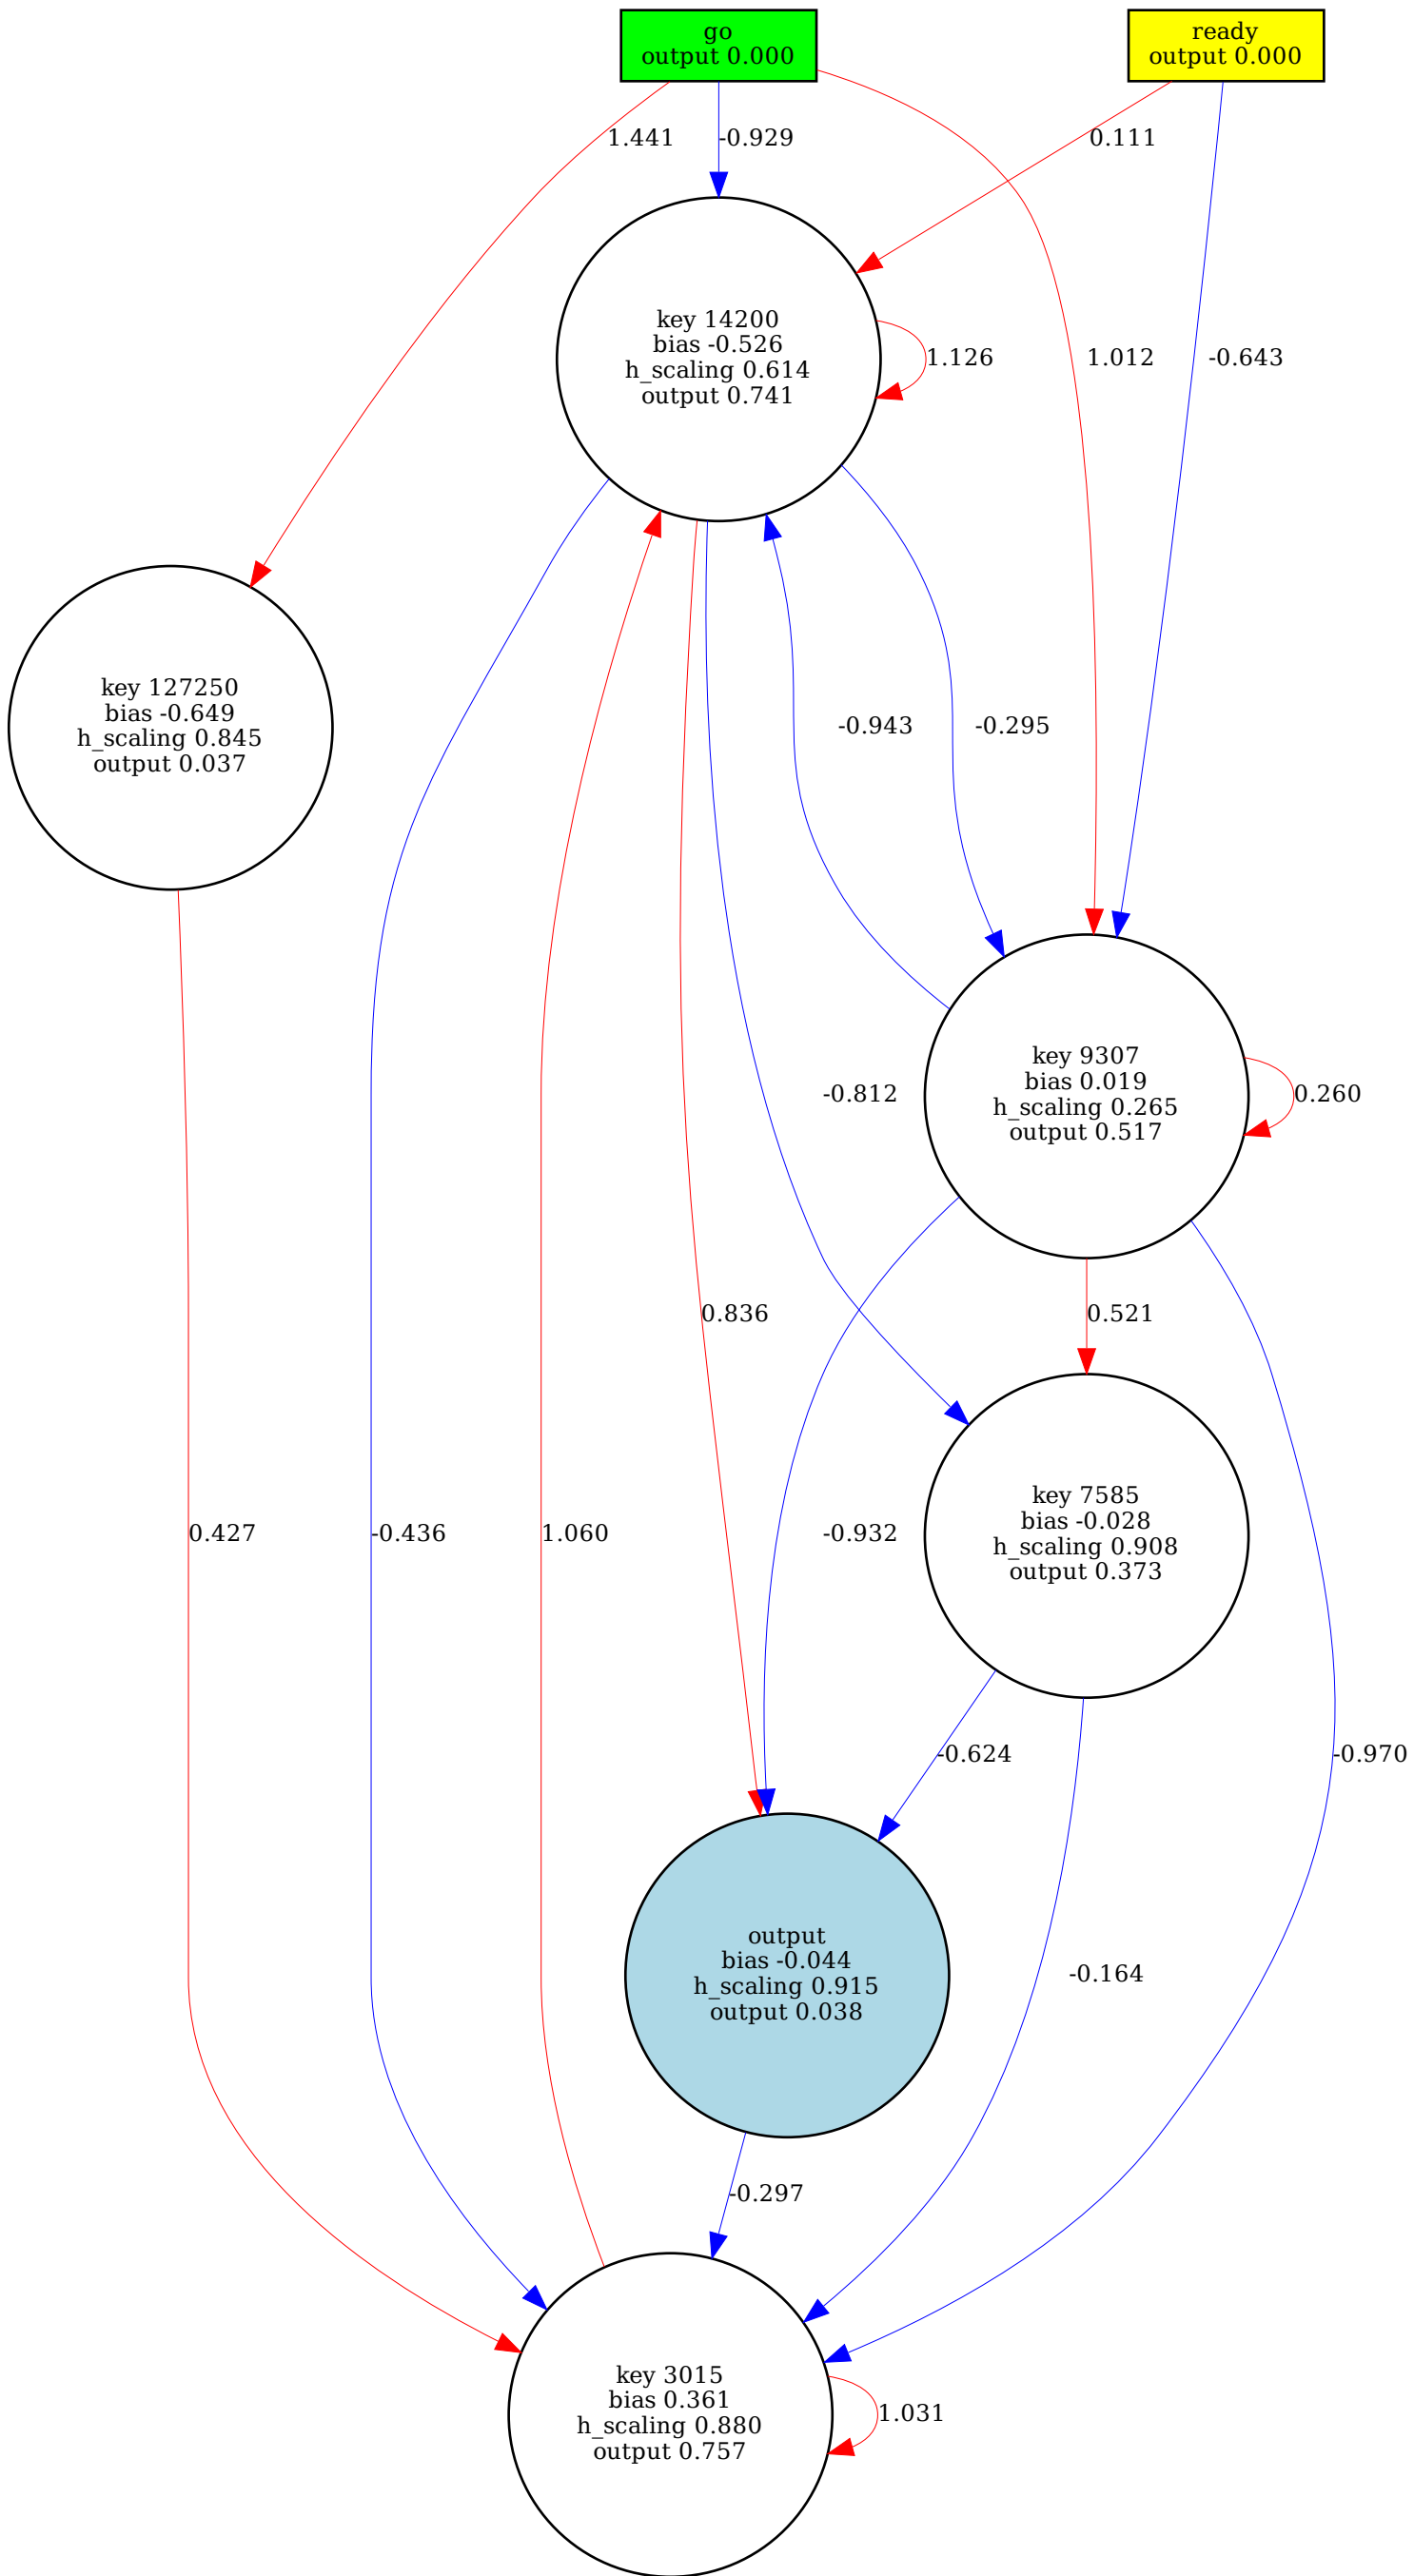 go
output 0.000
ready
output 0.000
1.441
-0.929
0.111
key 14200
bias -0.526
h_scaling 0.614
output 0.741
1.126
1.012
-0.643
key 127250
bias -0.649
h_scaling 0.845
output 0.037
-0.943
-0.295
key 9307
bias 0.019
h_scaling 0.265
output 0.517
-0.812
0.260
0.836
0.521
key 7585
bias -0.028
h_scaling 0.908
output 0.373
0.427
-0.436
1.060
-0.932
-0.624
-0.970
output
bias -0.044
h_scaling 0.915
output 0.038
-0.164
-0.297
key 3015
bias 0.361
h_scaling 0.880
output 0.757
1.031